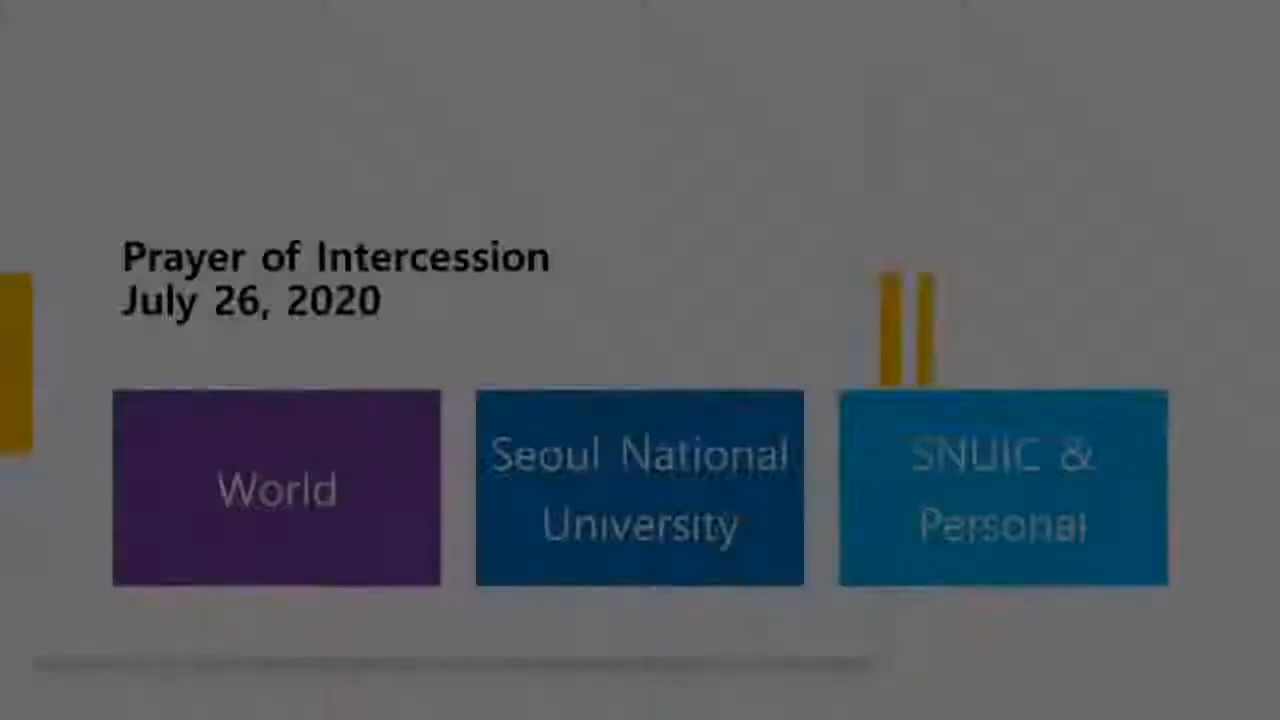 Prayer of Intercession
July 26, 2020
World
Seoul National
University
SNUIC &
Personal